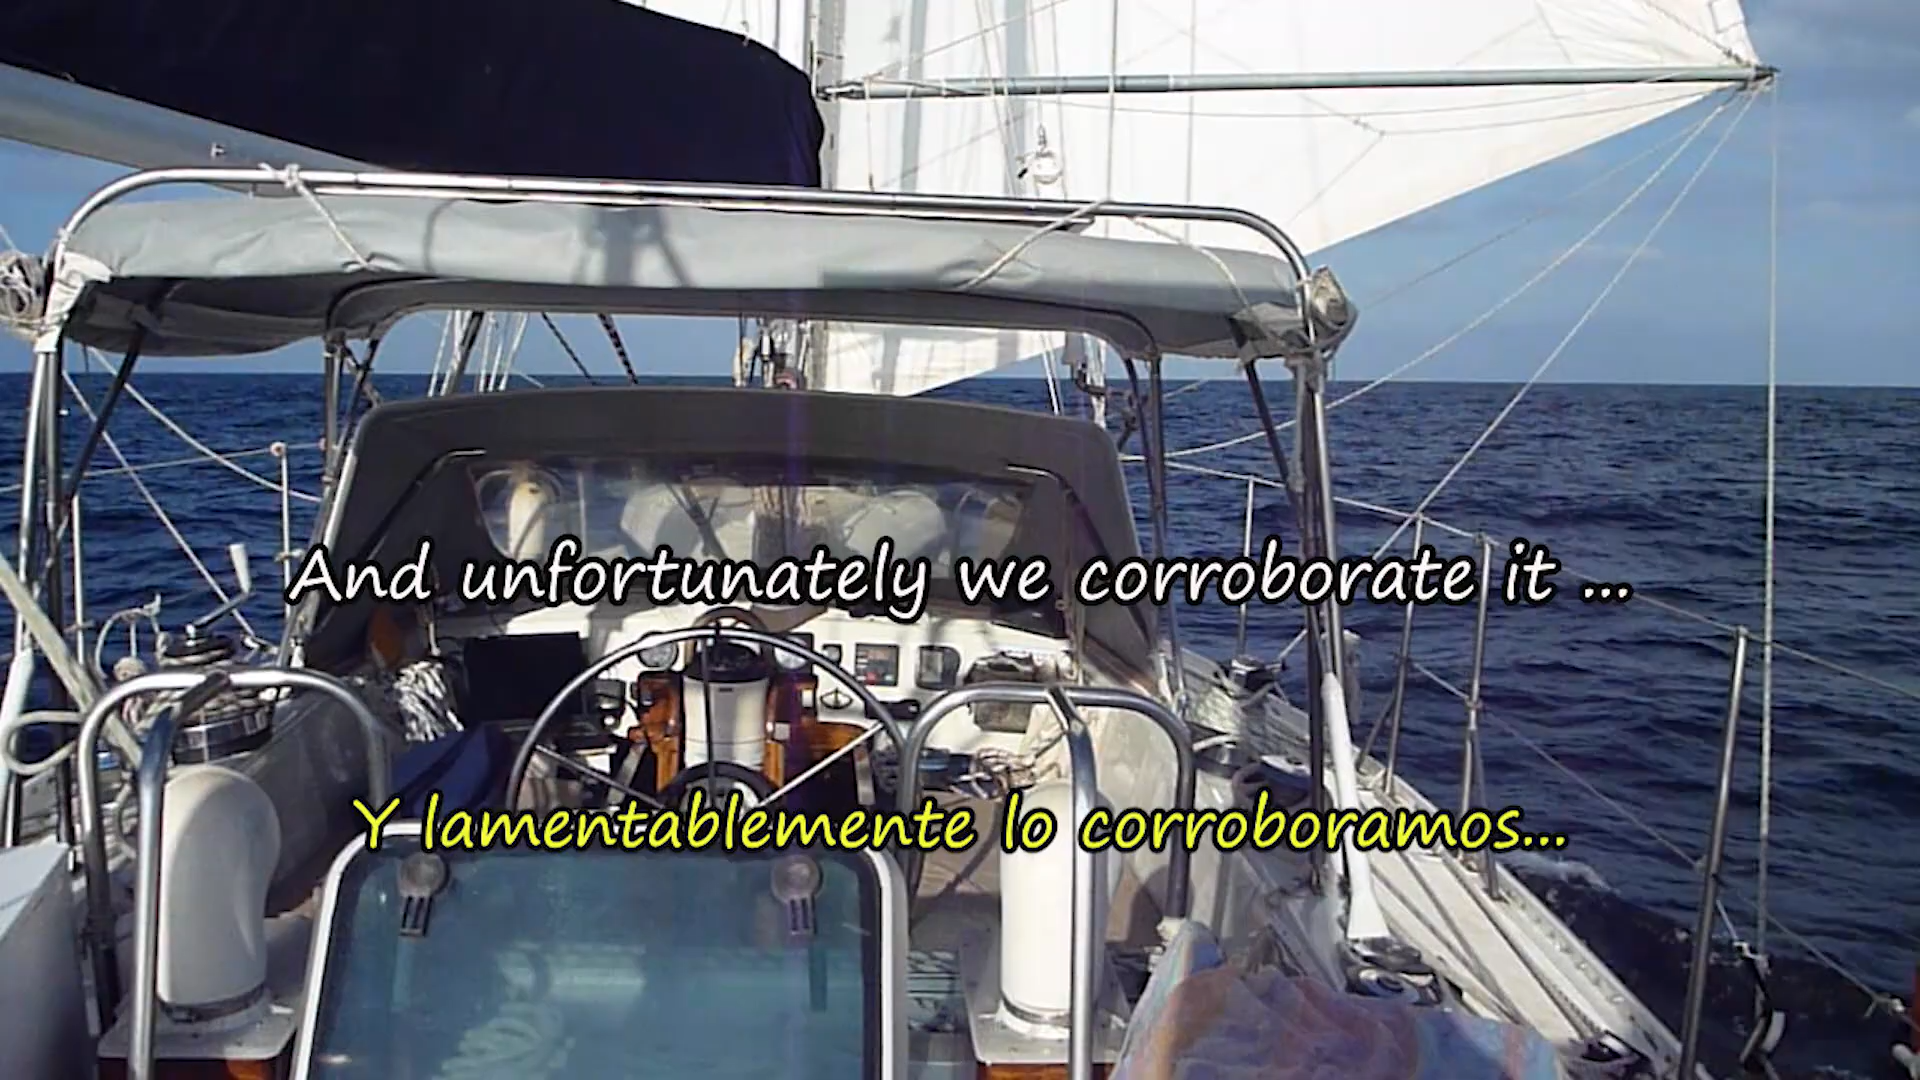 And unfortunately we corroborate it ...
Y lamentablemente lo corroboramos...